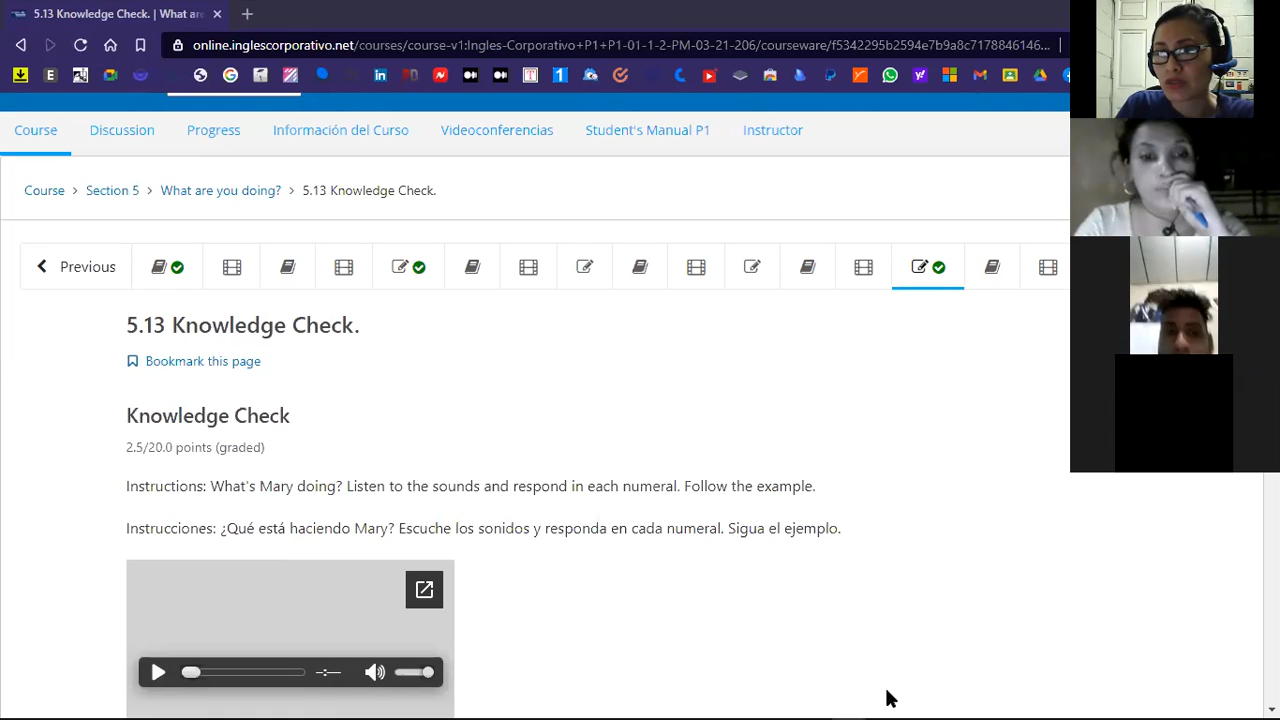 5.13 Knowledge Check. | What are
online.inglescorporativo.net/courses/course-v1:Ingles-Corporativo+P1+P1-01-1-2-PM-03-21-206/courseware/f5342295b2594e7b9a8c7178846146...
Course Discussion Progress Información del Curso Videoconferencias Student's Manual P1 Instructor
Course > Section 5 > What are you doing? > 5.13 Knowledge Check.
Previous
5.13 Knowledge Check.
Bookmark this page
Knowledge Check
2.5/20.0 points (graded)
Instructions: What's Mary doing? Listen to the sounds and respond in each numeral. Follow the example.
Instrucciones: ¿Qué está haciendo Mary? Escuche los sonidos y responda en cada numeral. Sigua el ejemplo.
--:--